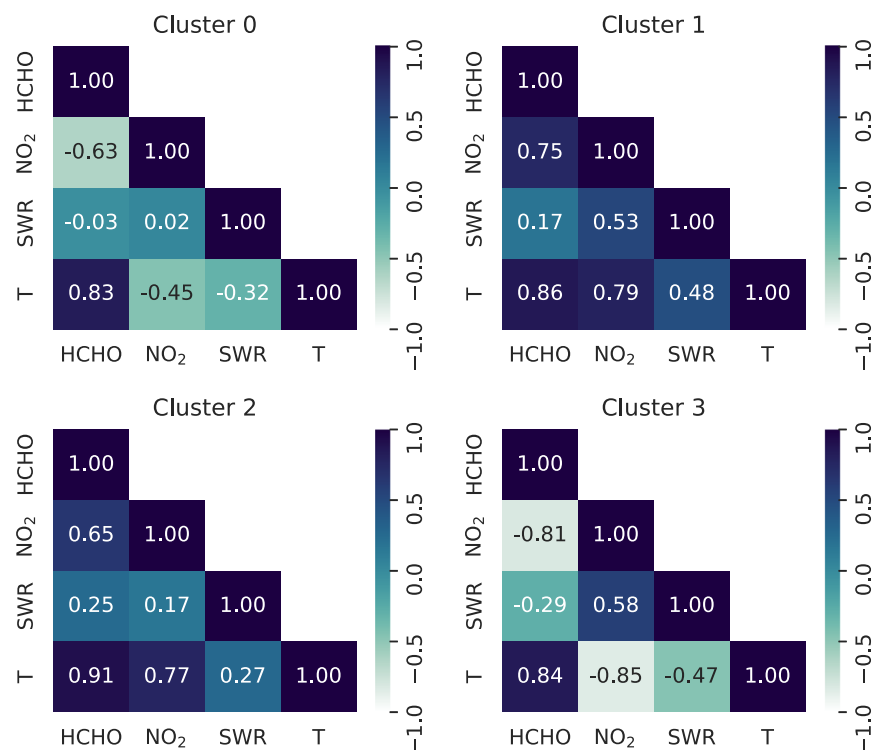 Cluster 0
HCHO
1.00
NO₂
-0.63 1.00
SWR
-0.03 0.02 1.00
T
0.83 -0.45 -0.32 1.00
HCHO NO₂ SWR T
1.0
0.5
0.0
−0.5
−1.0
Cluster 1
HCHO
1.00
NO₂
0.75 1.00
SWR
0.17 0.53 1.00
T
0.86 0.79 0.48 1.00
HCHO NO₂ SWR T
1.0
0.5
0.0
−0.5
−1.0
Cluster 2
HCHO
1.00
NO₂
0.65 1.00
SWR
0.25 0.17 1.00
T
0.91 0.77 0.27 1.00
HCHO NO₂ SWR T
1.0
0.5
0.0
−0.5
−1.0
Cluster 3
HCHO
1.00
NO₂
-0.81 1.00
SWR
-0.29 0.58 1.00
T
0.84 -0.85 -0.47 1.00
HCHO NO₂ SWR T
1.0
0.5
0.0
−0.5
−1.0